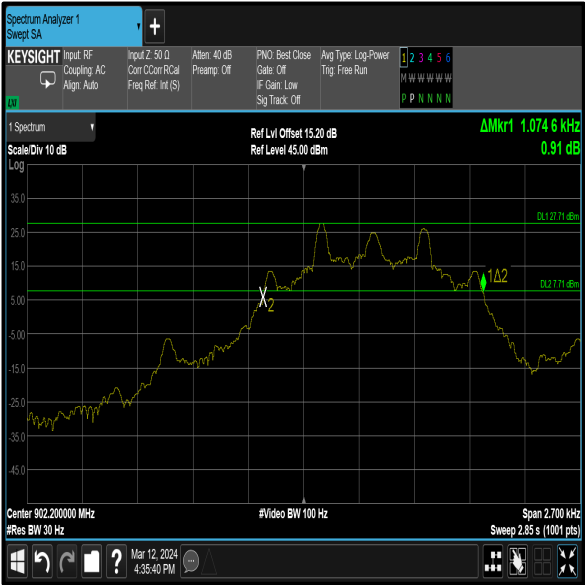 Spectrum Analyzer 1
Swept SA
+
KEYSIGHT
LXI
Input: RF
Coupling: AC
Align: Auto
Input Z: 50 Ω
Corr CCorr RCal
Freq Ref: Int (S)
Atten: 40 dB
Preamp: Off
PNO: Best Close
Gate: Off
IF Gain: Low
Sig Track: Off
Avg Type: Log-Power
Trig: Free Run
1 2 3 4 5 6
M W W W W W
P P N N N N
1 Spectrum
Scale/Div 10 dB
Log
Ref Lvl Offset 15.20 dB
Ref Level 45.00 dBm
ΔMkr1 1.074 6 kHz
0.91 dB
35.0
DL1 27.71 dBm
25.0
15.0
1Δ2
DL2 7.71 dBm
5.00
X
2
-5.00
-15.0
-25.0
-35.0
-45.0
Center 902.200000 MHz
#Video BW 100 Hz
Span 2.700 kHz
#Res BW 30 Hz
Sweep 2.85 s (1001 pts)
?
Mar 12, 2024
4:35:40 PM